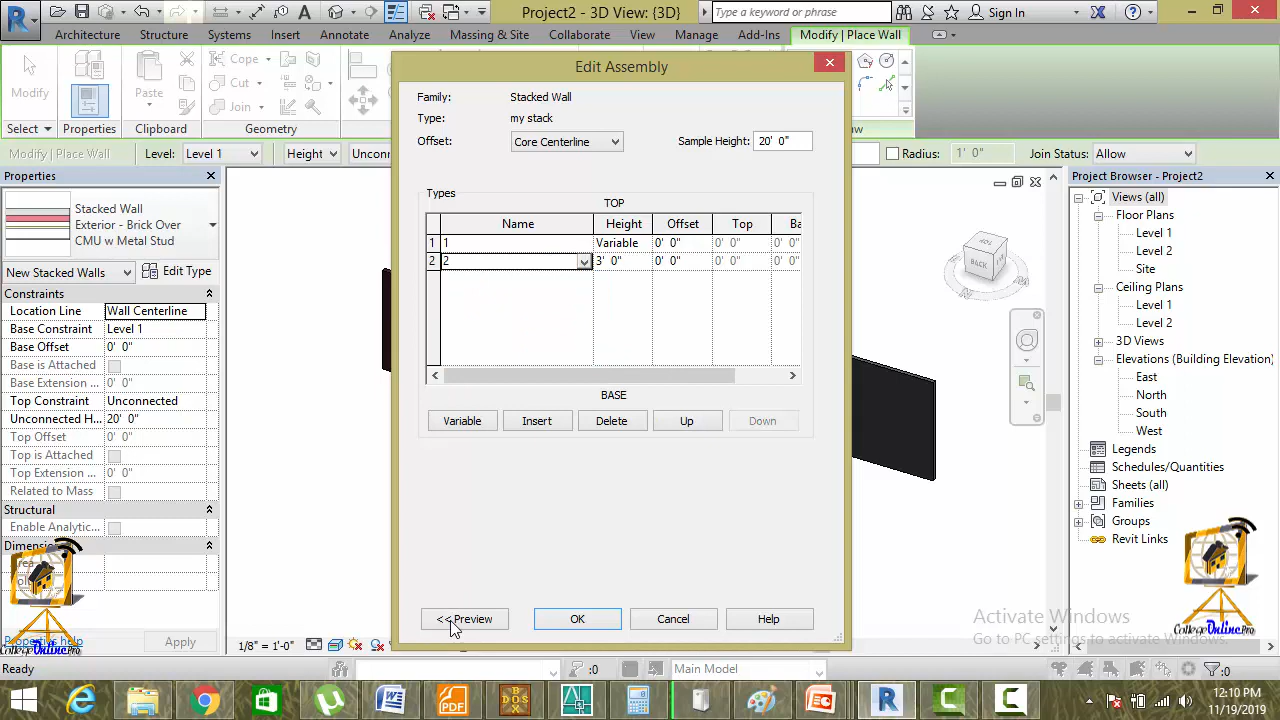 Project2 - 3D View: {3D}
Type a keyword or phrase
Sign In
Architecture Structure Systems Insert Annotate Analyze Massing & Site Collaborate View Manage Add-Ins Modify | Place Wall
Modify
Paste
Cope
Cut
Join
Select Properties Clipboard Geometry
Modify | Place Wall Level: Level 1 Height Radius: 1' 0" Join Status: Allow
Properties
Stacked Wall
Exterior - Brick Over
CMU w Metal Stud
New Stacked Walls Edit Type
Constraints
Location Line Wall Centerline
Base Constraint Level 1
Base Offset 0' 0"
Base is Attached
Base Extension ... 0' 0"
Top Constraint Unconnected
Unconnected H... 20' 0"
Top Offset 0' 0"
Top is Attached
Top Extension ... 0' 0"
Related to Mass
Structural
Enable Analytic...
Properties help Apply
Edit Assembly
Family: Stacked Wall
Type: my stack
Offset: Core Centerline Sample Height: 20' 0"
Types
TOP
Name Height Offset Top
1 1 Variable 0' 0" 0' 0" 0' 0"
2 2 3' 0" 0' 0" 0' 0" 0' 0"
BASE
Variable Insert Delete Up Down
<< Preview OK Cancel Help
BACK
Project Browser - Project2
Views (all)
Floor Plans
Level 1
Level 2
Site
Ceiling Plans
Level 1
Level 2
3D Views
Elevations (Building Elevation)
East
North
South
West
Legends
Schedules/Quantities
Sheets (all)
Families
Groups
Revit Links
CollegeOnlinePro
CollegeOnlinePro
Activate Windows
Go to PC settings to activate Windows.
1/8" = 1'-0"
Ready :0 Main Model :0
12:10 PM
11/19/2019